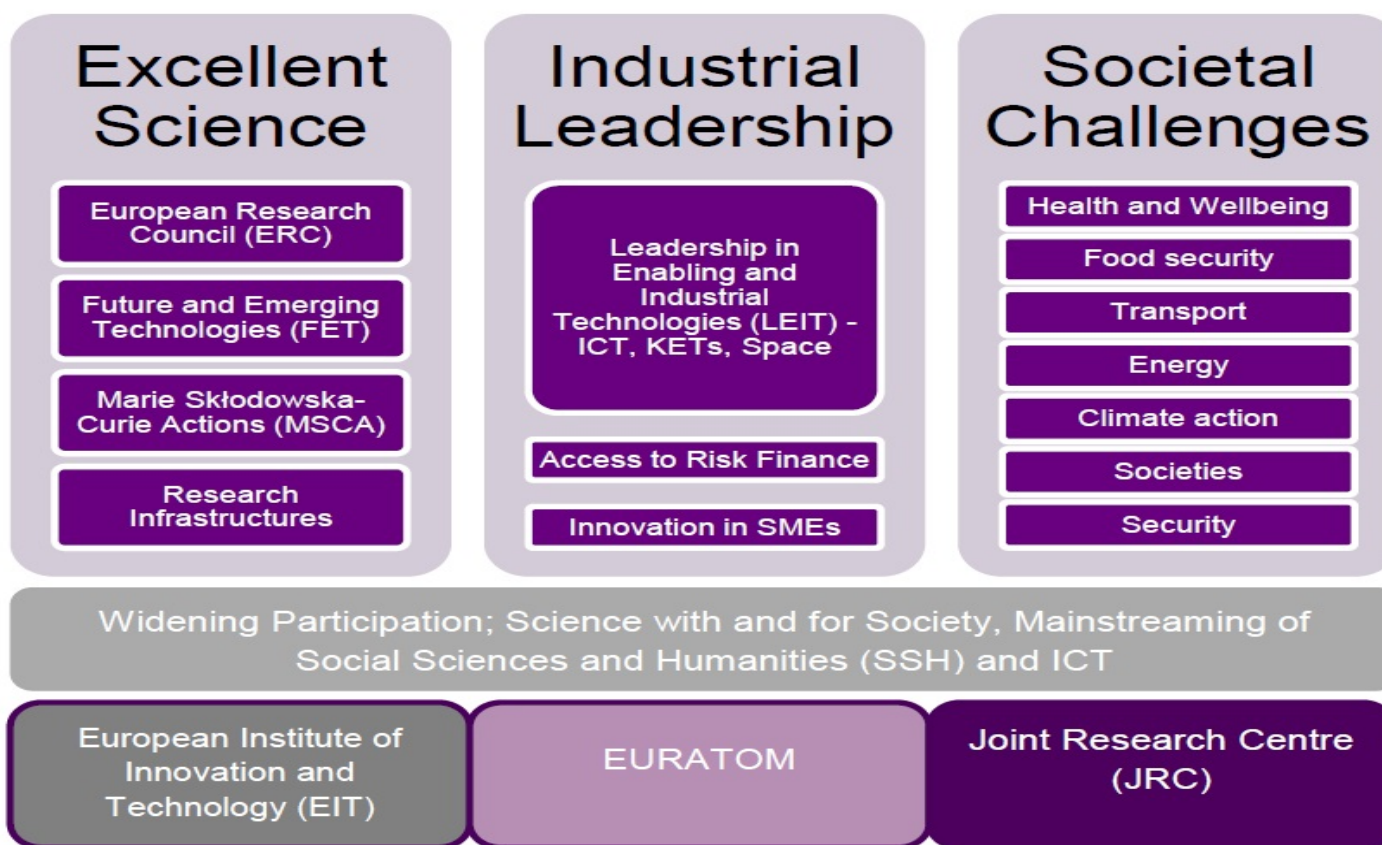 Excellent
Science
European Research
Council (ERC)
Future and Emerging
Technologies (FET)
Marie Skłodowska-
Curie Actions (MSCA)
Research
Infrastructures
Industrial
Leadership
Leadership in
Enabling and
Industrial
Technologies (LEIT) -
ICT, KETs, Space
Access to Risk Finance
Innovation in SMEs
Societal
Challenges
Health and Wellbeing
Food security
Transport
Energy
Climate action
Societies
Security
Widening Participation; Science with and for Society, Mainstreaming of
Social Sciences and Humanities (SSH) and ICT
European Institute of
Innovation and
Technology (EIT)
EURATOM
Joint Research Centre
(JRC)